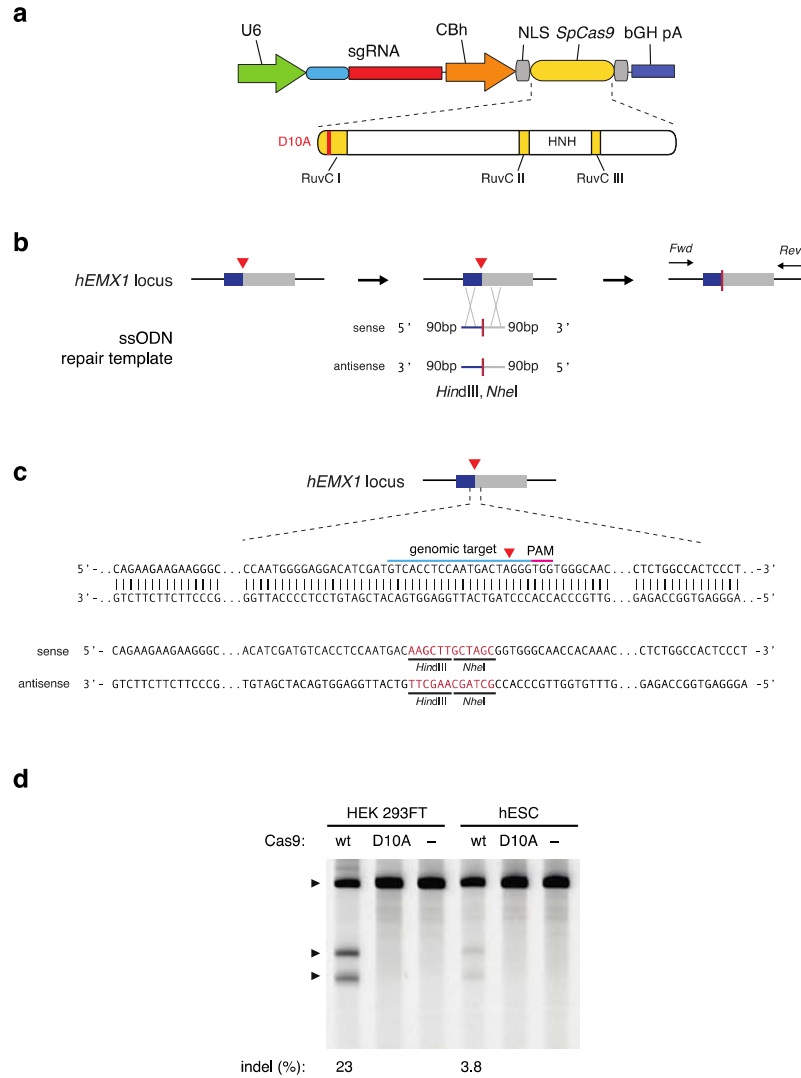 a
U6 sgRNA CBh NLS SpCas9 bGH pA
D10A HNH
RuvC I RuvC II RuvC III
b
Fwd Rev
hEMX1 locus
ssODN
repair template
sense 5' 90bp 90bp 3'
antisense 3' 90bp 90bp 5'
HindIII, NheI
c
hEMX1 locus
genomic target PAM
5'-..CAGAAGAAGAAGGGC...CCAATGGGGAGGACATCGATGTCACCTCCAATGACTAGGGTGGTGGGCAAC...CTCTGGCCACTCCCT-3'
3'-..GTCTTCTTCTTCCCG...GGTTACCCCTCCTGTAGCTACAGTGGAGGTTACTGATCCCACCACCCGTTG...GAGACCGGTGAGGGA-5'
sense 5'- CAGAAGAAGAAGGGC...ACATCGATGTCACCTCCAATGACAAGCTTGCTAGCGGTGGGCAACCACAAAC...CTCTGGCCACTCCCT -3'
HindIII NheI
antisense 3'- GTCTTCTTCTTCCCG...TGTAGCTACAGTGGAGGTTACTGTTCGAACGATCGCCACCCGTTGGTGTTTG...GAGACCGGTGAGGGA -5'
HindIII NheI
d
HEK 293FT hESC
Cas9: wt D10A – wt D10A –
indel (%): 23 3.8